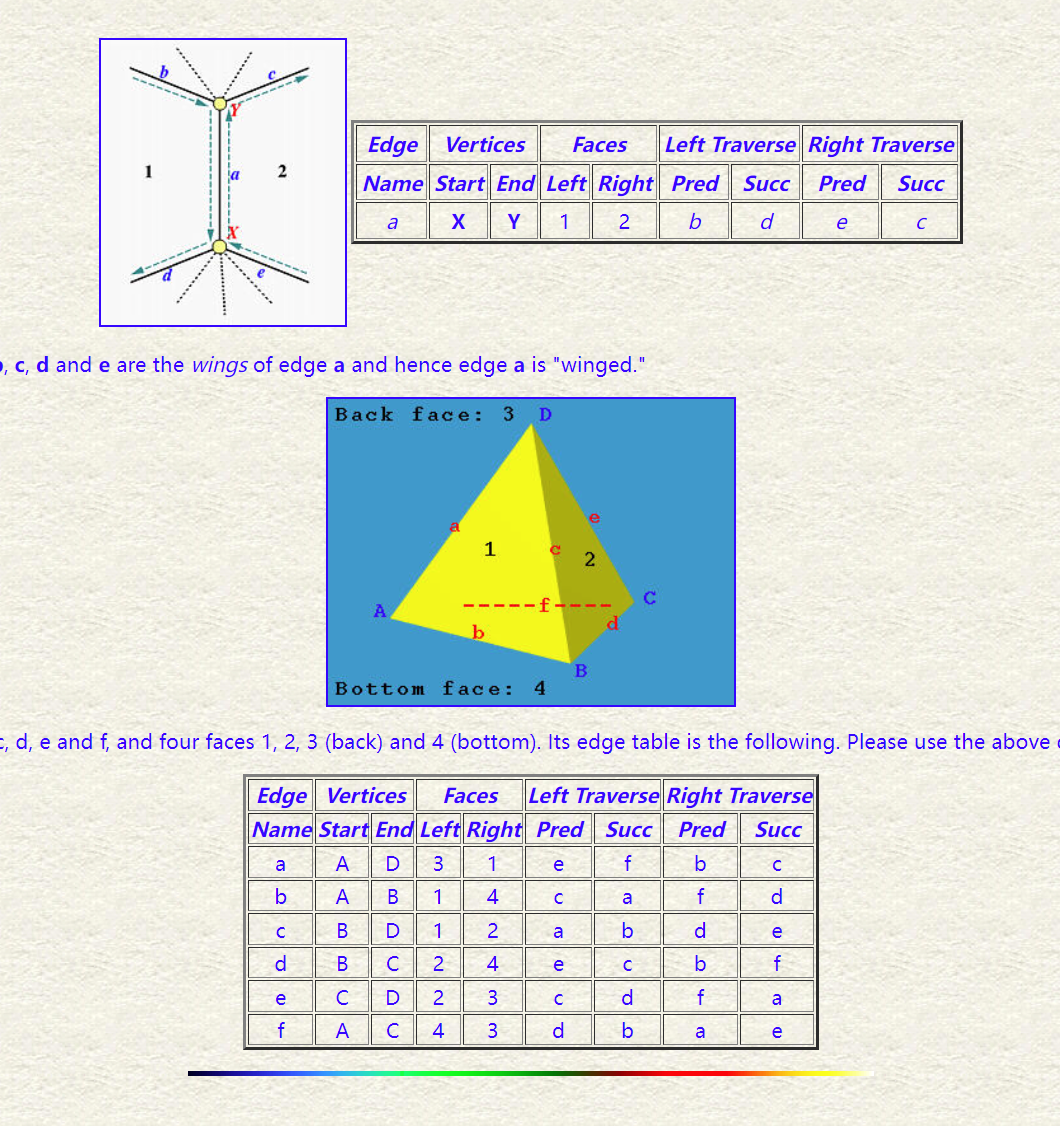 b c
Y
1 a 2
X
d e
Edge Vertices Faces Left Traverse Right Traverse
Name Start End Left Right Pred Succ Pred Succ
a X Y 1 2 b d e c
, c, d and e are the wings of edge a and hence edge a is "winged."
Back face: 3 D
a e
1 c 2
A f C
b d
B
Bottom face: 4
c, d, e and f, and four faces 1, 2, 3 (back) and 4 (bottom). Its edge table is the following. Please use the above
Edge Vertices Faces Left Traverse Right Traverse
Name Start End Left Right Pred Succ Pred Succ
a A D 3 1 e f b c
b A B 1 4 c a f d
c B D 1 2 a b d e
d B C 2 4 e c b f
e C D 2 3 c d f a
f A C 4 3 d b a e